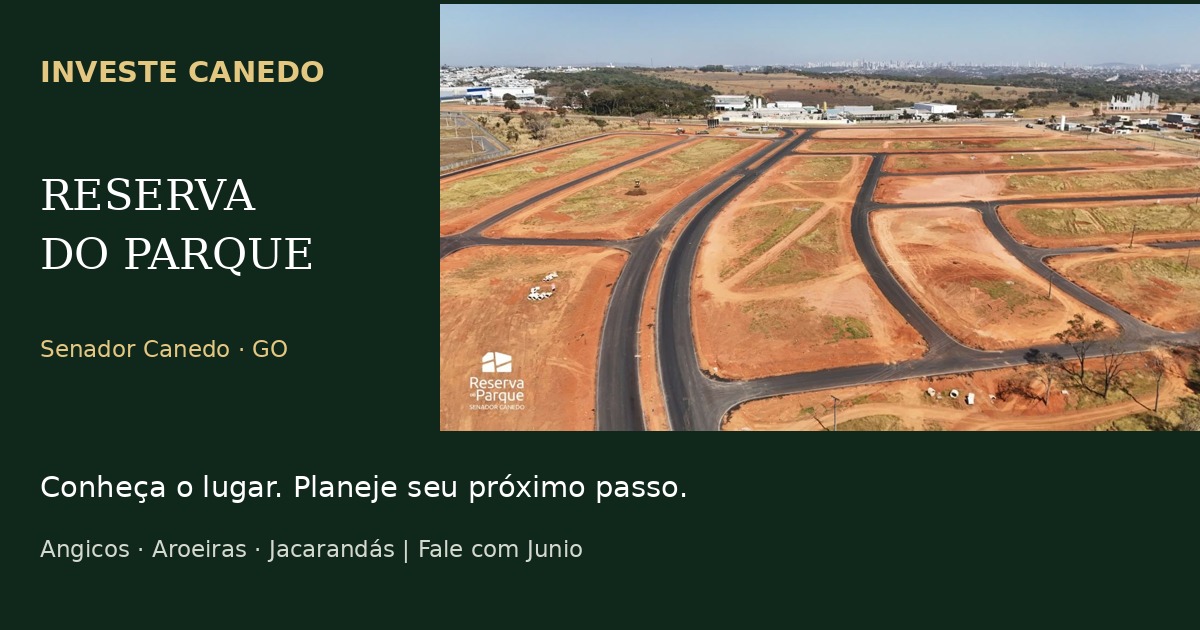 INVESTE CANEDO
RESERVA
DO PARQUE
Senador Canedo · GO
Reserva
do Parque
SENADOR CANEDO
Conheça o lugar. Planeje seu próximo passo.
Angicos · Aroeiras · Jacarandás | Fale com Junio